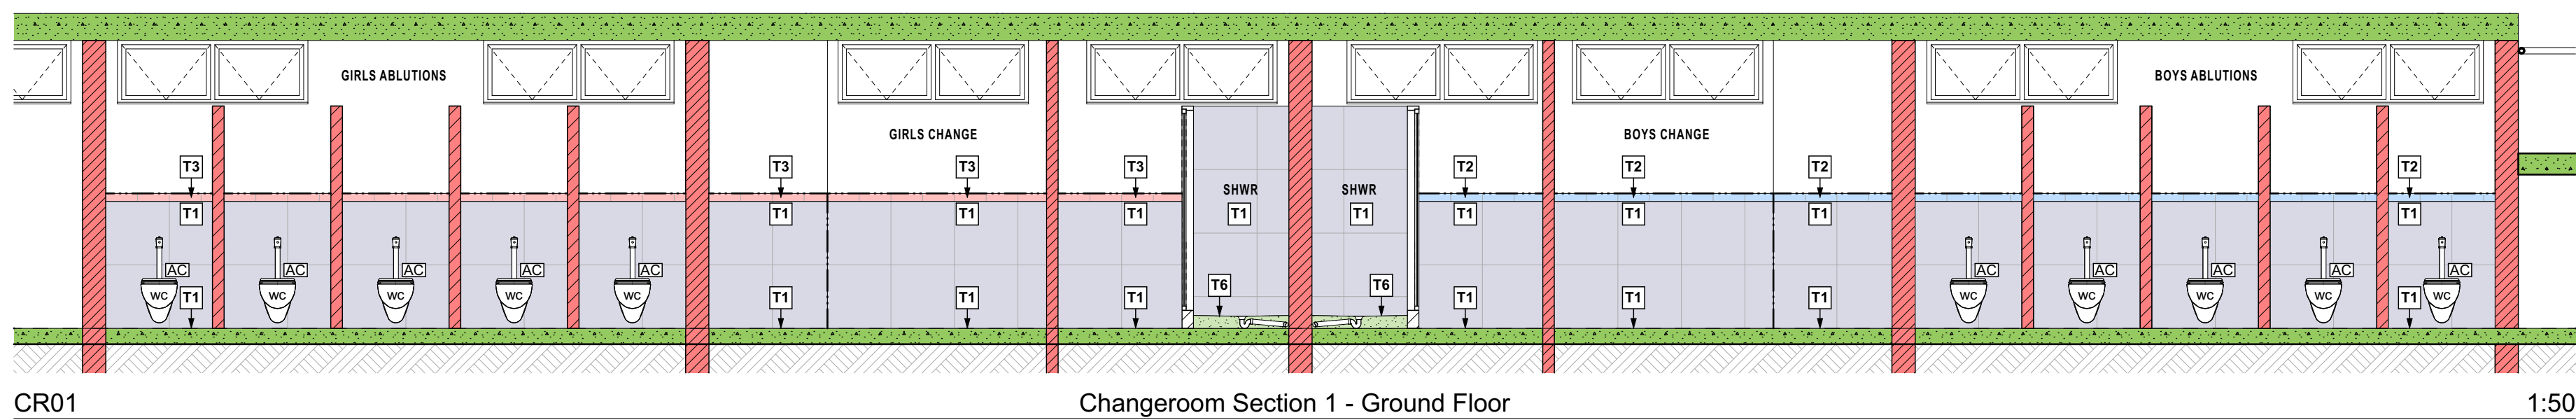 GIRLS ABLUTIONS BOYS ABLUTIONS
GIRLS CHANGE BOYS CHANGE
T3 T3 T3 T3 T2 T2 T2 T2
SHWR SHWR
T1 T1 T1 T1 T1 T1 T1 T1 T1 T1
AC AC AC AC AC AC AC AC AC AC
T6 T6
WC T1 WC WC WC WC T1 T1 T1 T1 T1 T1 WC WC WC WC T1 WC
CR01 Changeroom Section 1 - Ground Floor 1:50